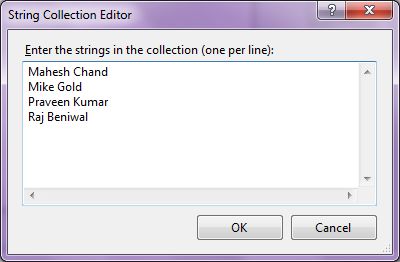 String Collection Editor
Enter the strings in the collection (one per line):
Mahesh Chand
Mike Gold
Praveen Kumar
Raj Beniwal
OK
Cancel